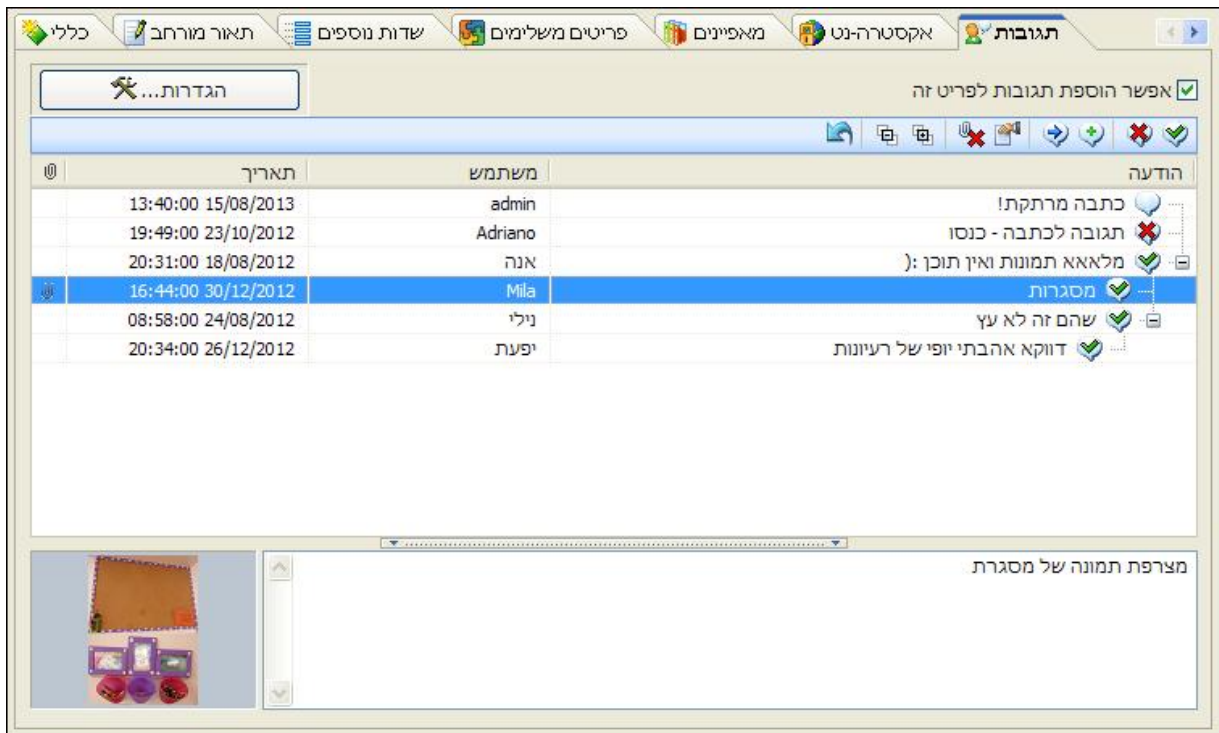 כללי תאור מורחב שדות נוספים פריטים משלימים מאפיינים אקסטרה-נט תגובות
אפשר הוספת תגובות לפריט זה הגדרות...
הודעה משתמש תאריך
כתבה מרתקת! admin 13:40:00 15/08/2013
תגובה לכתבה - כנסו Adriano 19:49:00 23/10/2012
מלאאא תמונות ואין תוכן :( אנה 20:31:00 18/08/2012
מסגרות Mila 16:44:00 30/12/2012
שהם זה לא עץ נילי 08:58:00 24/08/2012
דווקא אהבתי יופי של רעיונות יפעת 20:34:00 26/12/2012
מצרפת תמונה של מסגרת